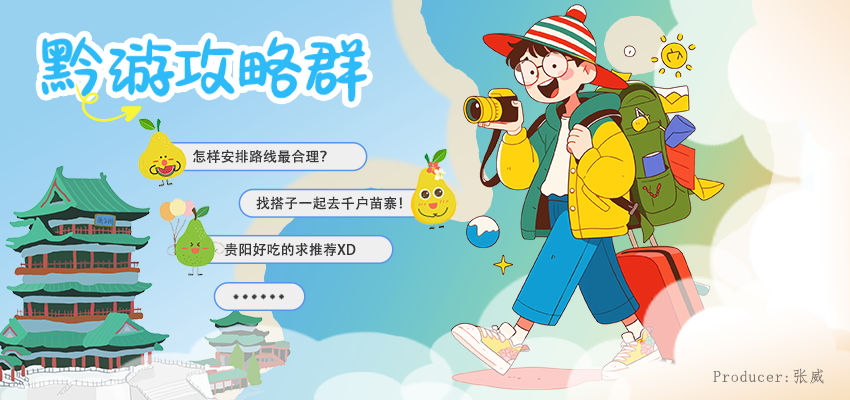 黔游攻略群
怎样安排路线最合理？
找搭子一起去千户苗寨！
贵阳好吃的求推荐XD
••••••
Producer:张威